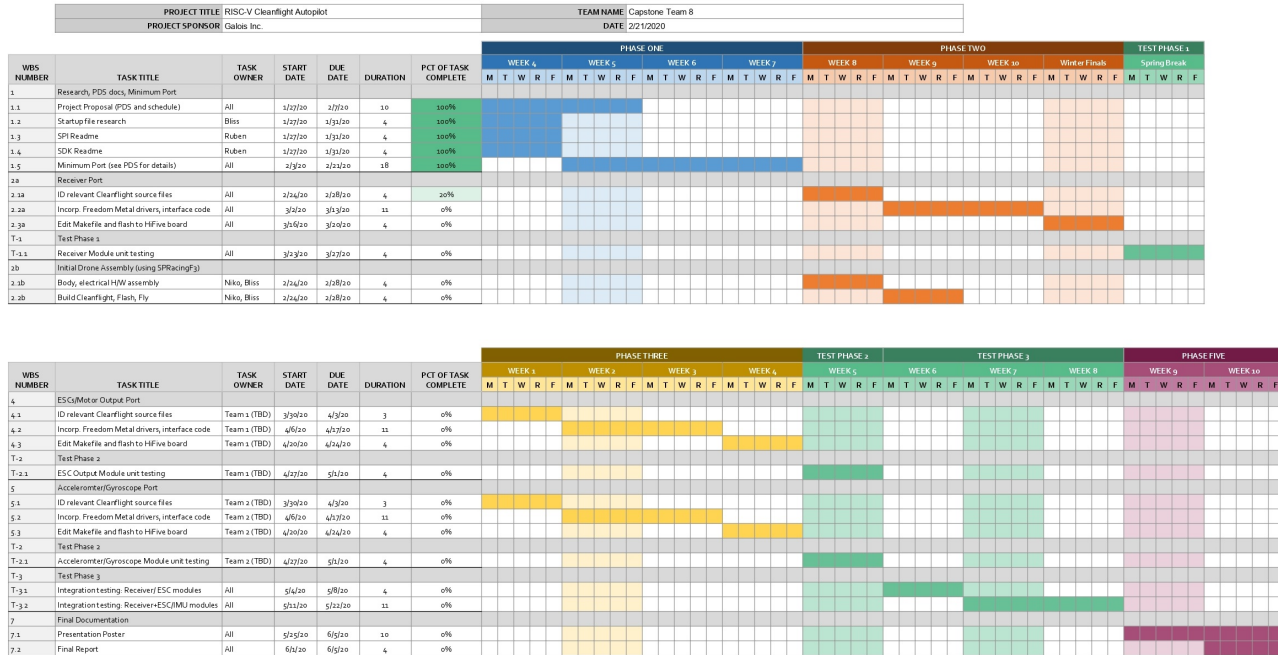 PROJECT TITLE RISC-V Cleanflight Autopilot TEAM NAME Capstone Team 8
PROJECT SPONSOR Galois Inc. DATE 2/21/2020
PHASE ONE PHASE TWO TEST PHASE 1
WBS NUMBER TASK TITLE TASK OWNER START DATE DUE DATE DURATION PCT OF TASK COMPLETE WEEK 4 WEEK 5 WEEK 6 WEEK 7 WEEK 8 WEEK 9 WEEK 10 Winter Finals Spring Break
M T W R F M T W R F M T W R F M T W R F M T W R F M T W R F M T W R F M T W R F M T W R F
1 Research, PDS docs, Minimum Port
1.1 Project Proposal (PDS and schedule) All 1/27/20 2/7/20 10 100%
1.2 Startup file research Bliss 1/27/20 1/31/20 4 100%
1.3 SPI Readme Ruben 1/27/20 1/31/20 4 100%
1.4 SDK Readme Ruben 1/27/20 1/31/20 4 100%
1.5 Minimum Port (see PDS for details) All 2/3/20 2/21/20 18 100%
2a Receiver Port
2.1a ID relevant Cleanflight source files All 2/24/20 2/28/20 4 20%
2.2a Incorp. Freedom Metal drivers, interface code All 3/2/20 3/13/20 11 0%
2.3a Edit Makefile and flash to HiFive board All 3/16/20 3/20/20 4 0%
T-1 Test Phase 1
T-1.1 Receiver Module unit testing All 3/23/20 3/27/20 4 0%
2b Initial Drone Assembly (using SPRacingF3)
2.1b Body, electrical H/W assembly Niko, Bliss 2/24/20 2/28/20 4 0%
2.2b Build Cleanflight, Flash, Fly Niko, Bliss 2/24/20 2/28/20 4 0%
PHASE THREE TEST PHASE 2 TEST PHASE 3 PHASE FIVE
WBS NUMBER TASK TITLE TASK OWNER START DATE DUE DATE DURATION PCT OF TASK COMPLETE WEEK 1 WEEK 2 WEEK 3 WEEK 4 WEEK 5 WEEK 6 WEEK 7 WEEK 8 WEEK 9 WEEK 10
M T W R F M T W R F M T W R F M T W R F M T W R F M T W R F M T W R F M T W R F M T W R F M T W R F
4 ESCs/Motor Output Port
4.1 ID relevant Cleanflight source files Team 1 (TBD) 3/30/20 4/3/20 3 0%
4.2 Incorp. Freedom Metal drivers, interface code Team 1 (TBD) 4/6/20 4/17/20 11 0%
4.3 Edit Makefile and flash to HiFive board Team 1 (TBD) 4/20/20 4/24/20 4 0%
T-2 Test Phase 2
T-2.1 ESC Output Module unit testing Team 1 (TBD) 4/27/20 5/1/20 4 0%
5 Acceleromter/Gyroscope Port
5.1 ID relevant Cleanflight source files Team 2 (TBD) 3/30/20 4/3/20 3 0%
5.2 Incorp. Freedom Metal drivers, interface code Team 2 (TBD) 4/6/20 4/17/20 11 0%
5.3 Edit Makefile and flash to HiFive board Team 2 (TBD) 4/20/20 4/24/20 4 0%
T-2 Test Phase 2
T-2.1 Acceleromter/Gyroscope Module unit testing Team 2 (TBD) 4/27/20 5/1/20 4 0%
T-3 Test Phase 3
T-3.1 Integration testing: Receiver/ ESC modules All 5/4/20 5/8/20 4 0%
T-3.2 Integration testing: Receiver+ESC/IMU modules All 5/11/20 5/22/20 11 0%
7 Final Documentation
7.1 Presentation Poster All 5/25/20 6/5/20 10 0%
7.2 Final Report All 6/1/20 6/5/20 4 0%